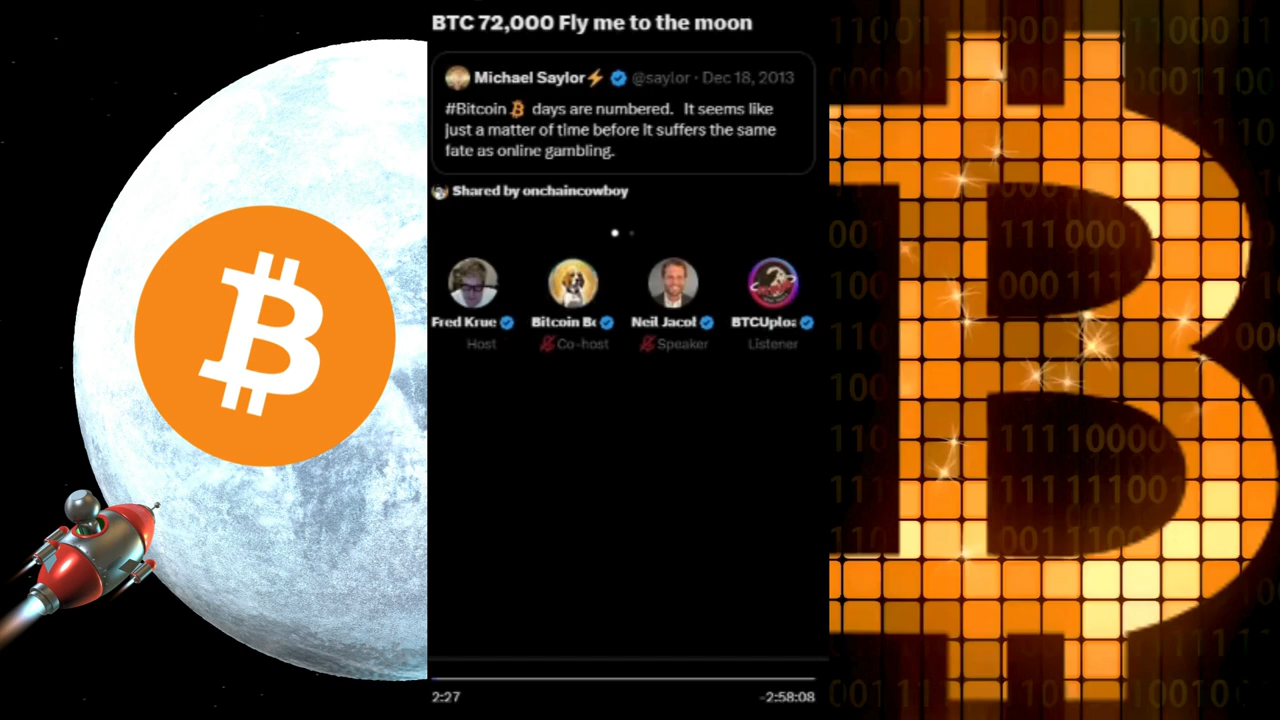 BTC 72,000 Fly me to the moon
Michael Saylor⚡ @saylor · Dec 18, 2013
#Bitcoin days are numbered. It seems like
just a matter of time before it suffers the same
fate as online gambling.
Shared by onchaincowboy
Fred Krue Bitcoin Be Neil Jacol BTCUploa
Host Co-host Speaker Listener
2:27 -2:58:08